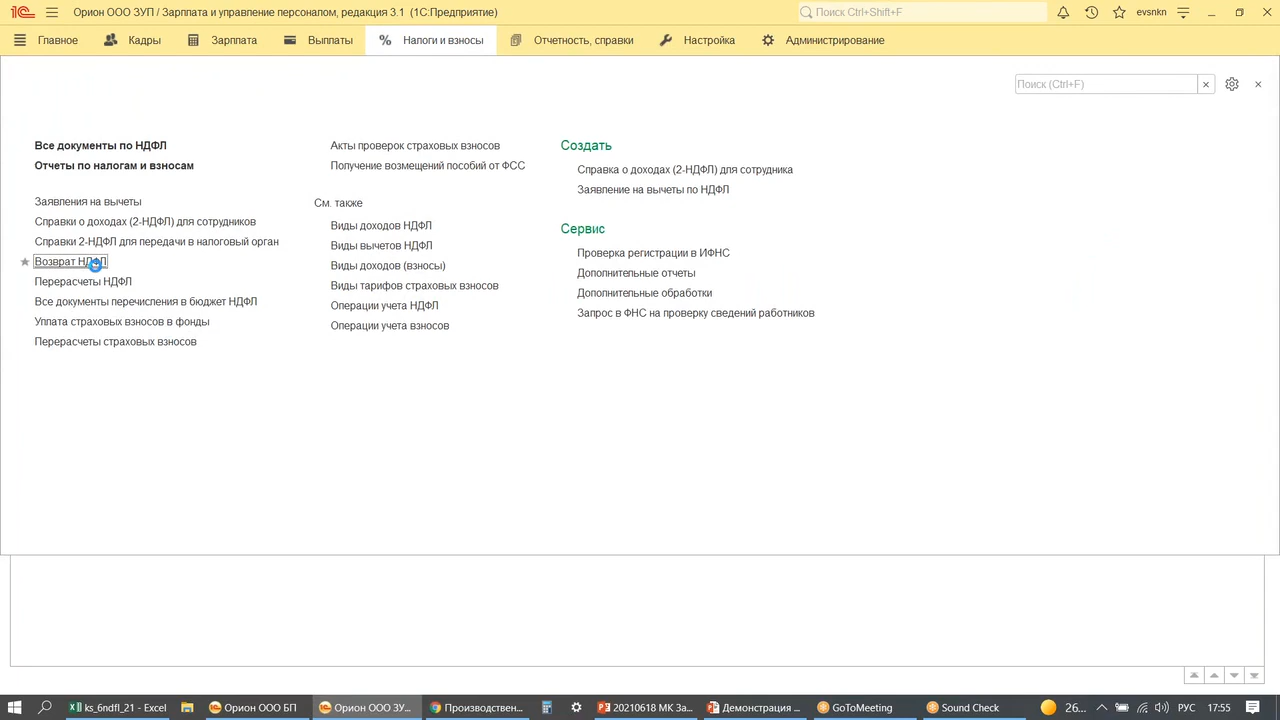 Орион ООО ЗУП / Зарплата и управление персоналом, редакция 3.1 (1С:Предприятие)
Поиск Ctrl+Shift+F
evsnkn
Главное
Кадры
Зарплата
Выплаты
Налоги и взносы
Отчетность, справки
Настройка
Администрирование
Поиск (Ctrl+F)
Все документы по НДФЛ
Отчеты по налогам и взносам
Заявления на вычеты
Справки о доходах (2-НДФЛ) для сотрудников
Справки 2-НДФЛ для передачи в налоговый орган
Возврат НДФЛ
Перерасчеты НДФЛ
Все документы перечисления в бюджет НДФЛ
Уплата страховых взносов в фонды
Перерасчеты страховых взносов
Акты проверок страховых взносов
Получение возмещений пособий от ФСС
См. также
Виды доходов НДФЛ
Виды вычетов НДФЛ
Виды доходов (взносы)
Виды тарифов страховых взносов
Операции учета НДФЛ
Операции учета взносов
Создать
Справка о доходах (2-НДФЛ) для сотрудника
Заявление на вычеты по НДФЛ
Сервис
Проверка регистрации в ИФНС
Дополнительные отчеты
Дополнительные обработки
Запрос в ФНС на проверку сведений работников
ks_6ndfl_21 - Excel
Орион ООО БП
Орион ООО ЗУ...
Производствен...
20210618 МК За...
Демонстрация ...
GoToMeeting
Sound Check
26...
РУС
17:55